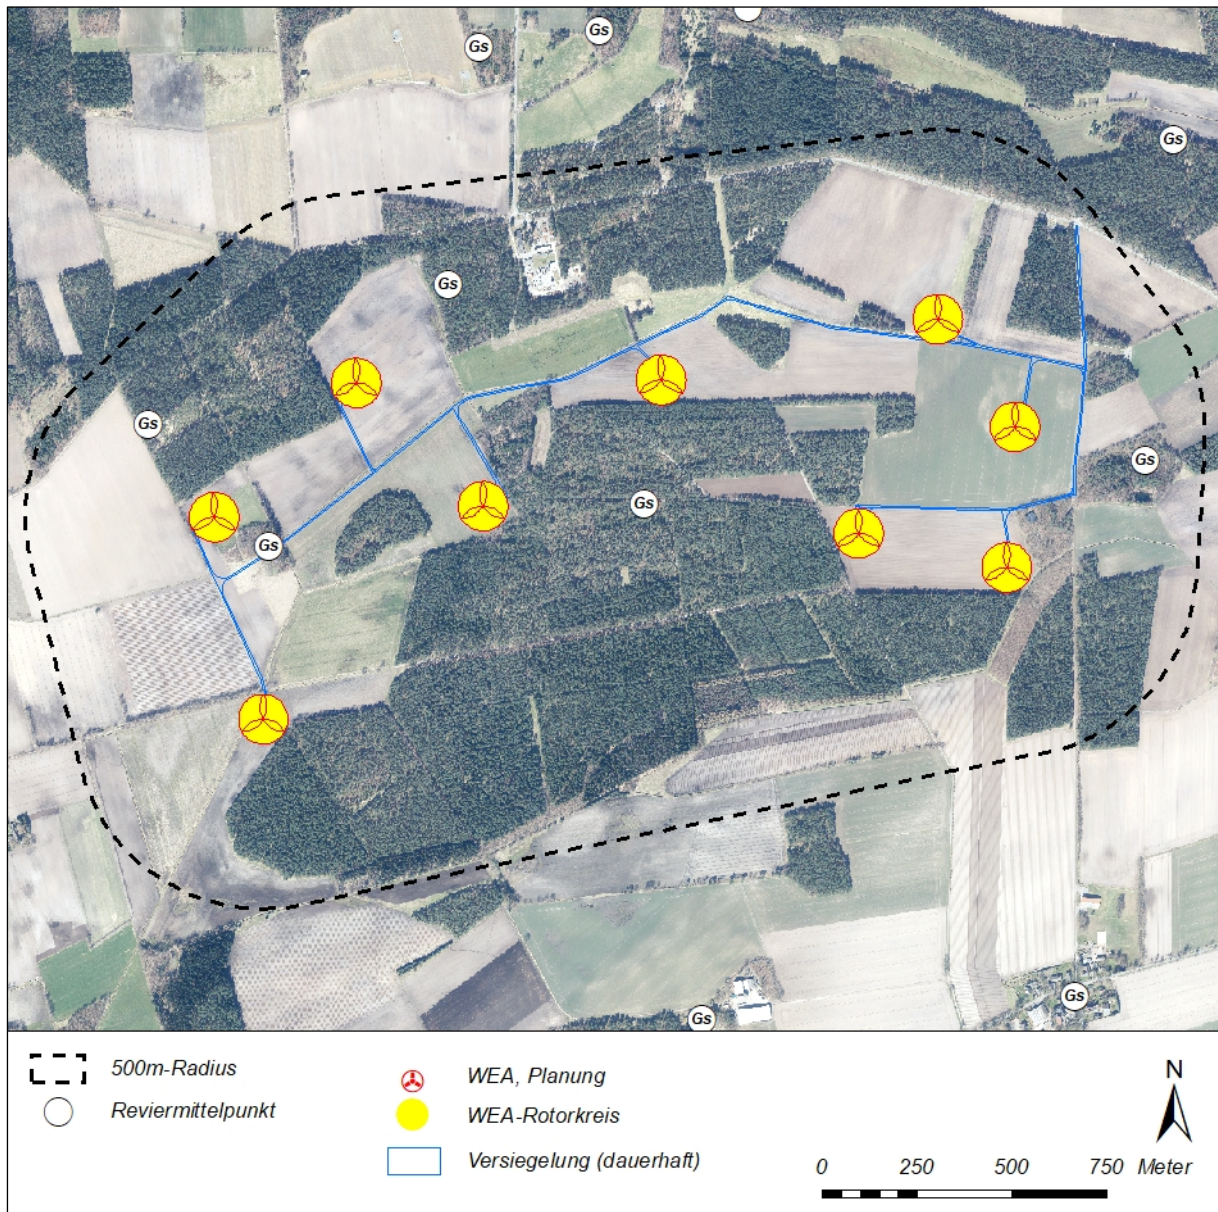 Gs
Gs
Gs
Gs
Gs
Gs
Gs
Gs
Gs
Gs
500m-Radius
Reviermittelpunkt
WEA, Planung
WEA-Rotorkreis
Versiegelung (dauerhaft)
N
0 250 500 750 Meter